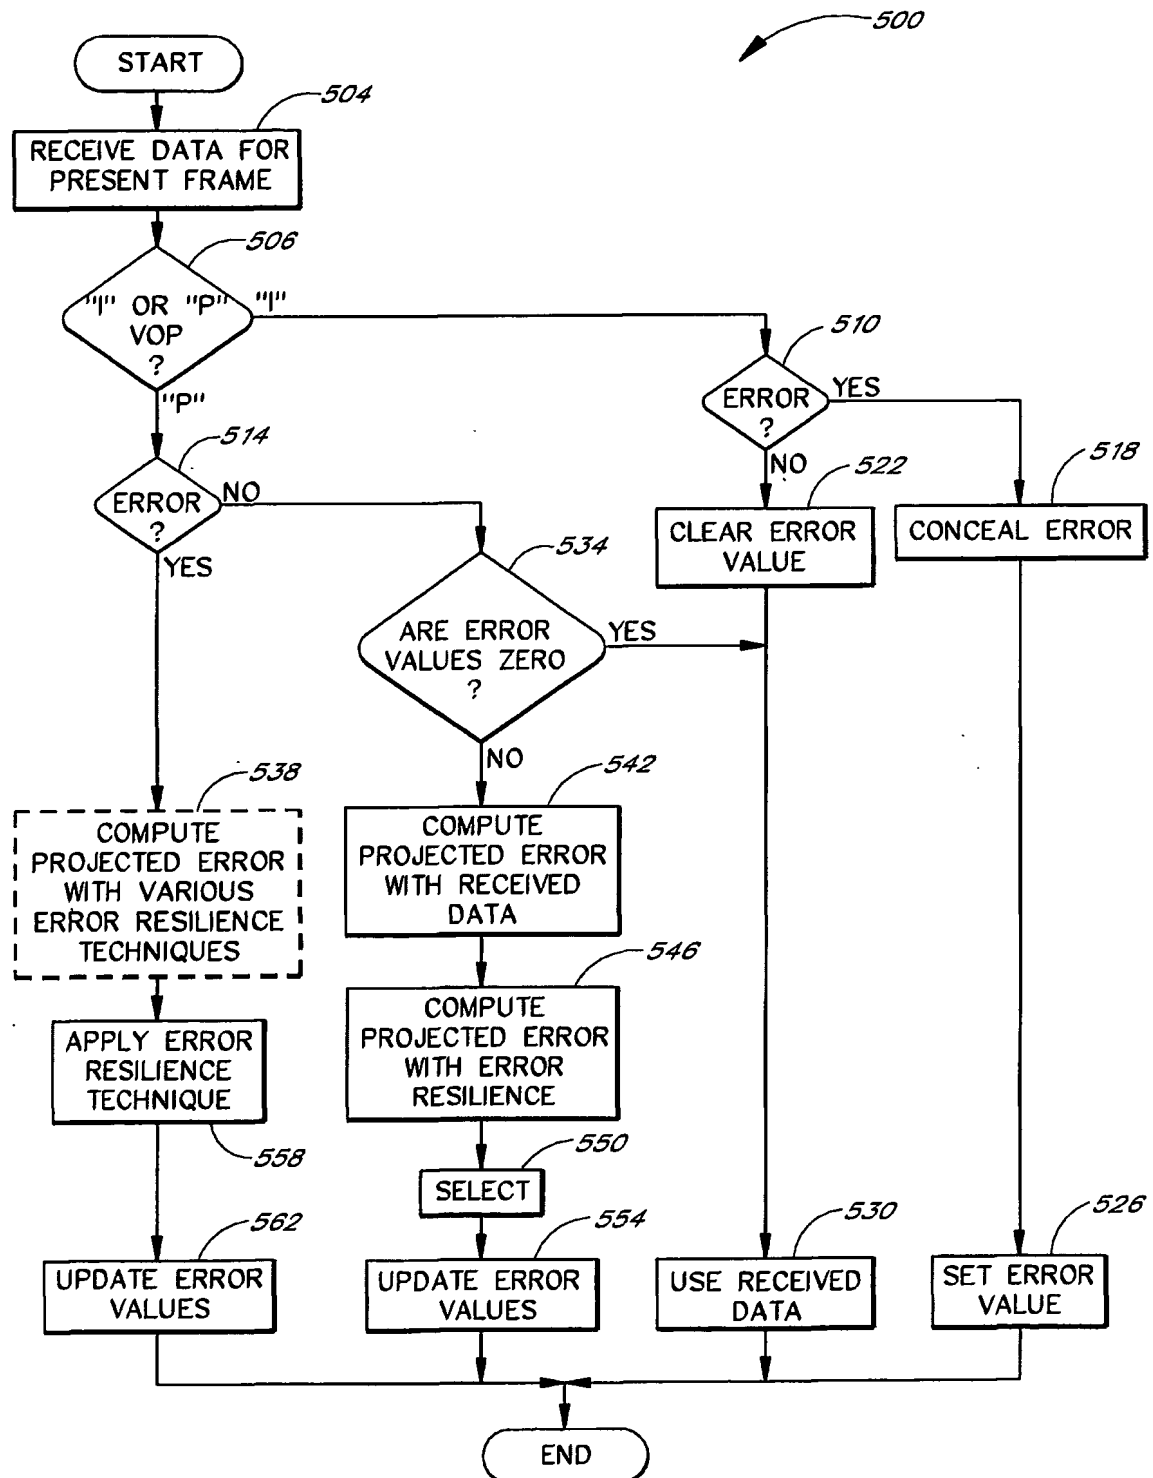 500
START
504
RECEIVE DATA FOR
PRESENT FRAME
506
"I" OR "P"
VOP
?
"I"
"P"
510
ERROR
?
YES
NO
514
ERROR
?
NO
YES
522
CLEAR ERROR
VALUE
518
CONCEAL ERROR
534
ARE ERROR
VALUES ZERO
?
YES
NO
538
COMPUTE
PROJECTED ERROR
WITH VARIOUS
ERROR RESILIENCE
TECHNIQUES
542
COMPUTE
PROJECTED ERROR
WITH RECEIVED
DATA
546
COMPUTE
PROJECTED ERROR
WITH ERROR
RESILIENCE
APPLY ERROR
RESILIENCE
TECHNIQUE
558
550
SELECT
562
UPDATE ERROR
VALUES
554
UPDATE ERROR
VALUES
530
USE RECEIVED
DATA
526
SET ERROR
VALUE
END